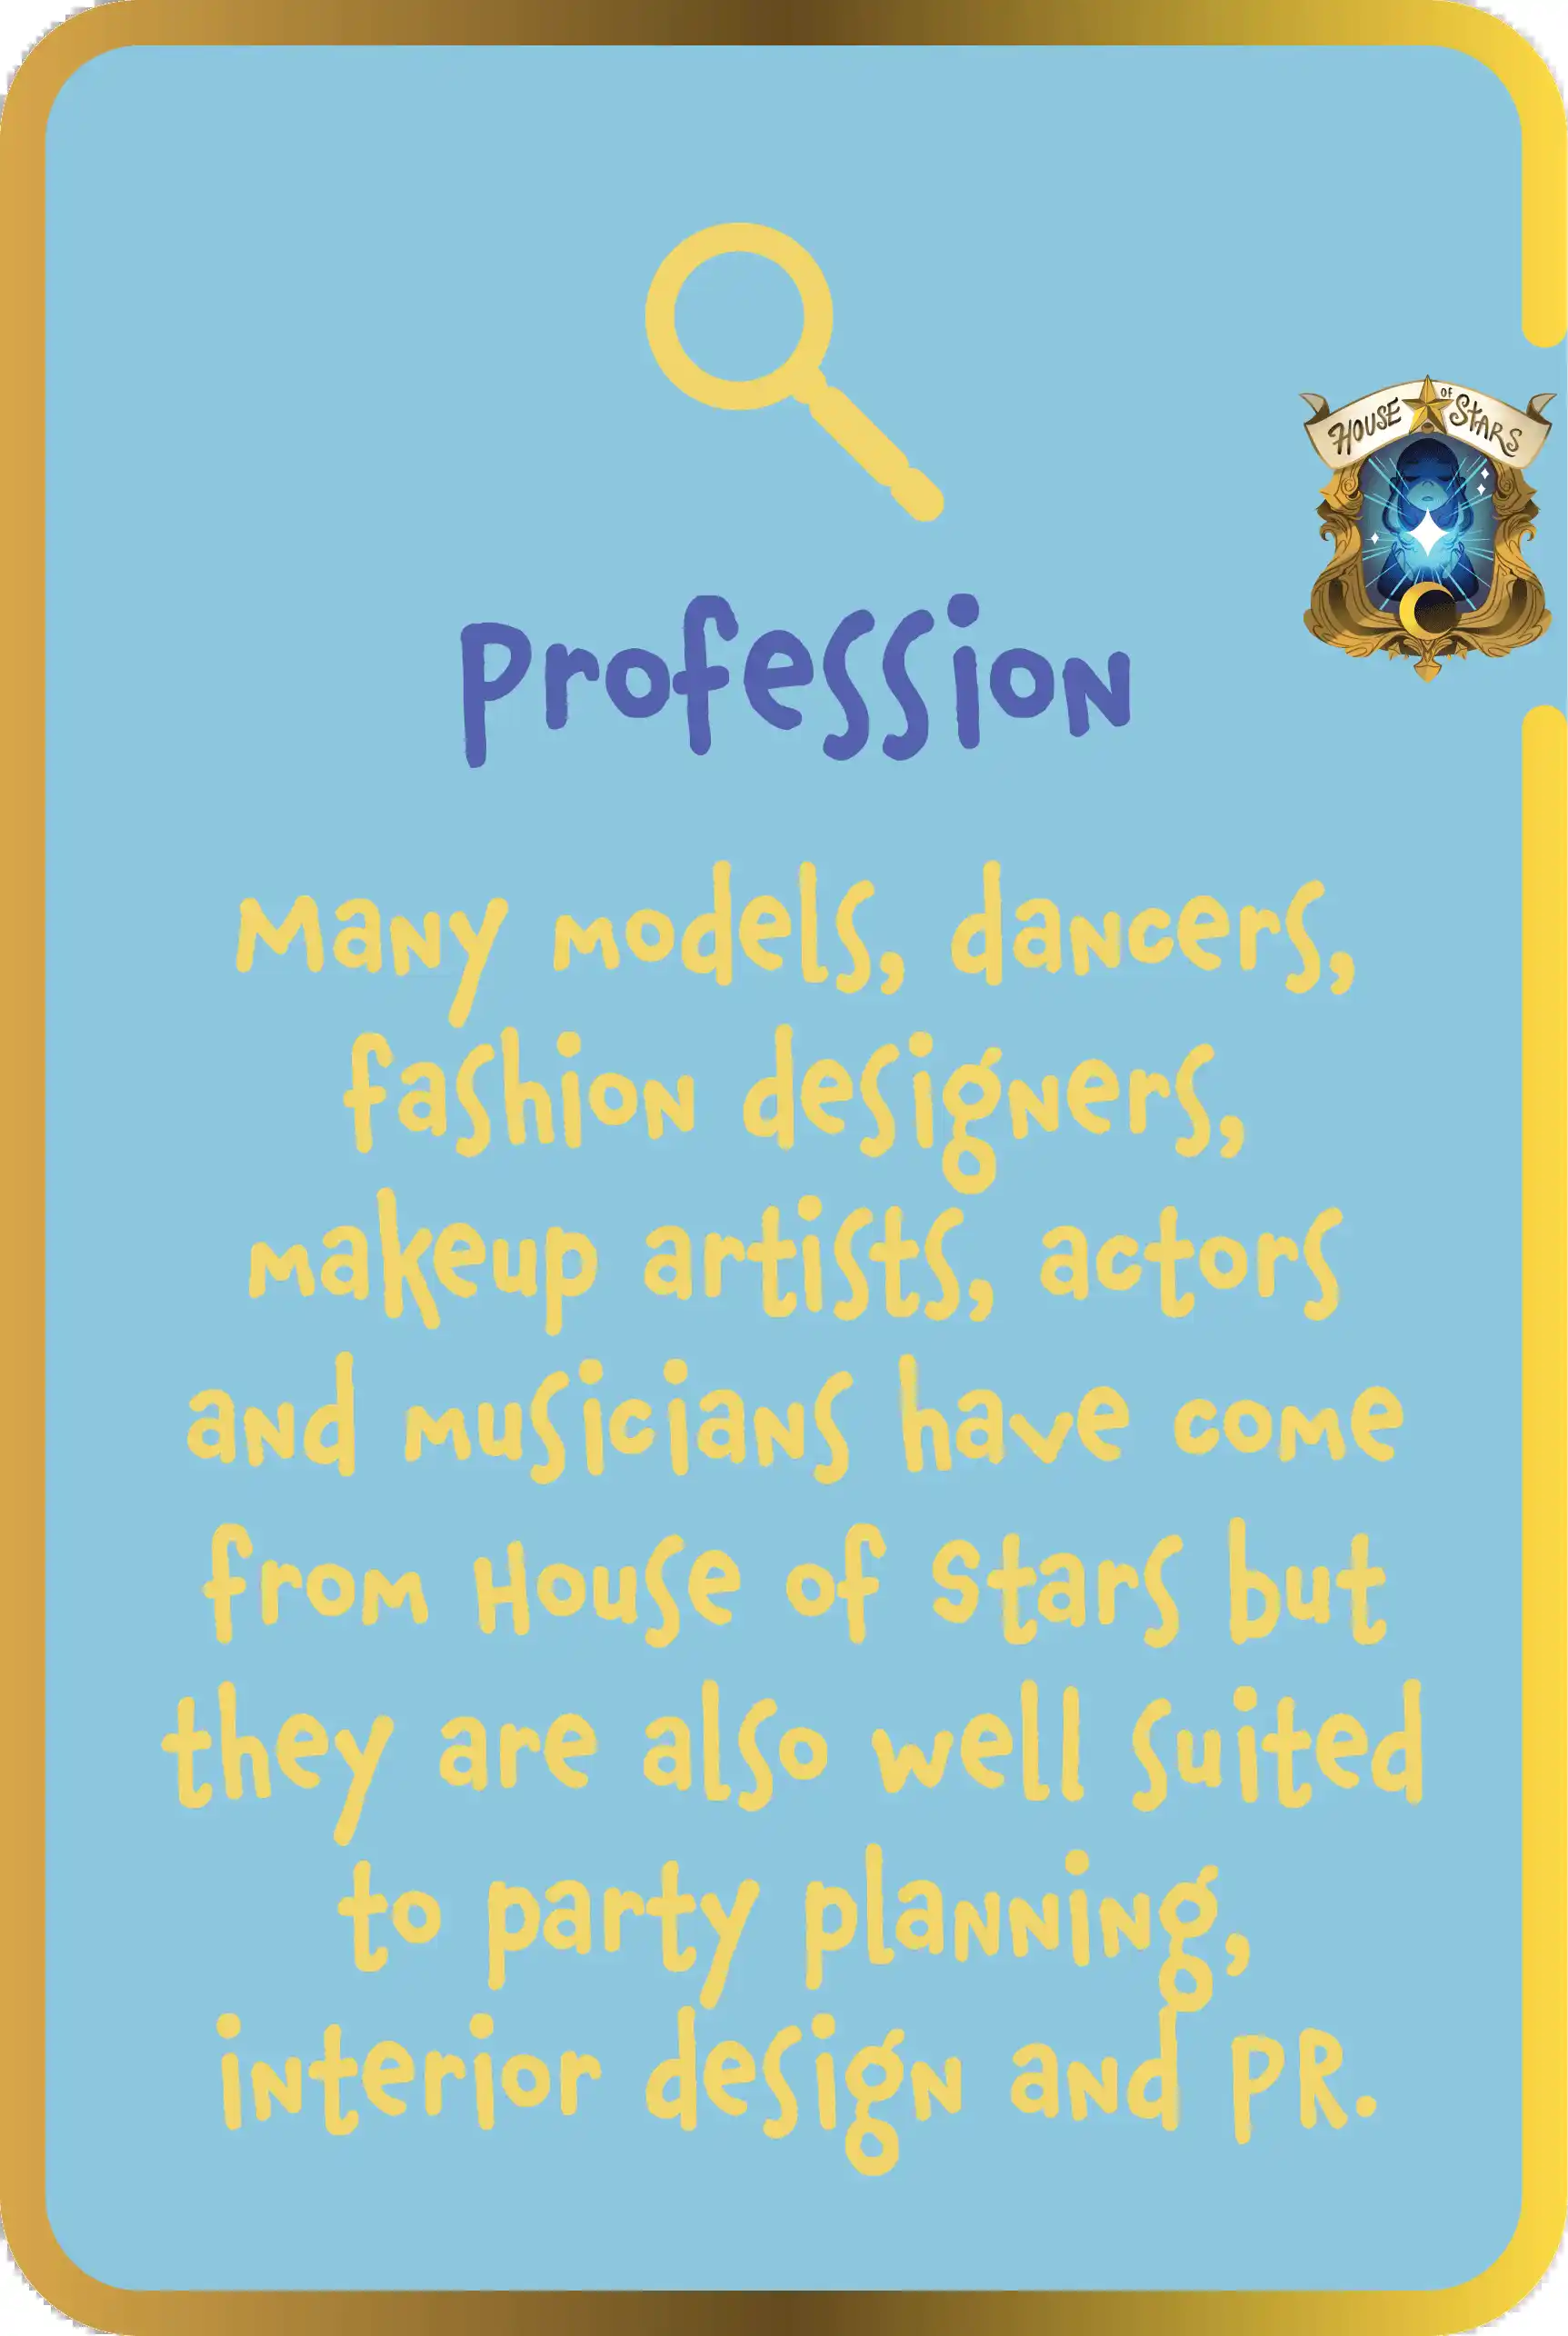 HOUSE OF STARS
Profession
Many models, dancers,
fashion designers,
makeup artists, actors
and musicians have come
from House of Stars but
they are also well suited
to party planning,
interior design and PR.